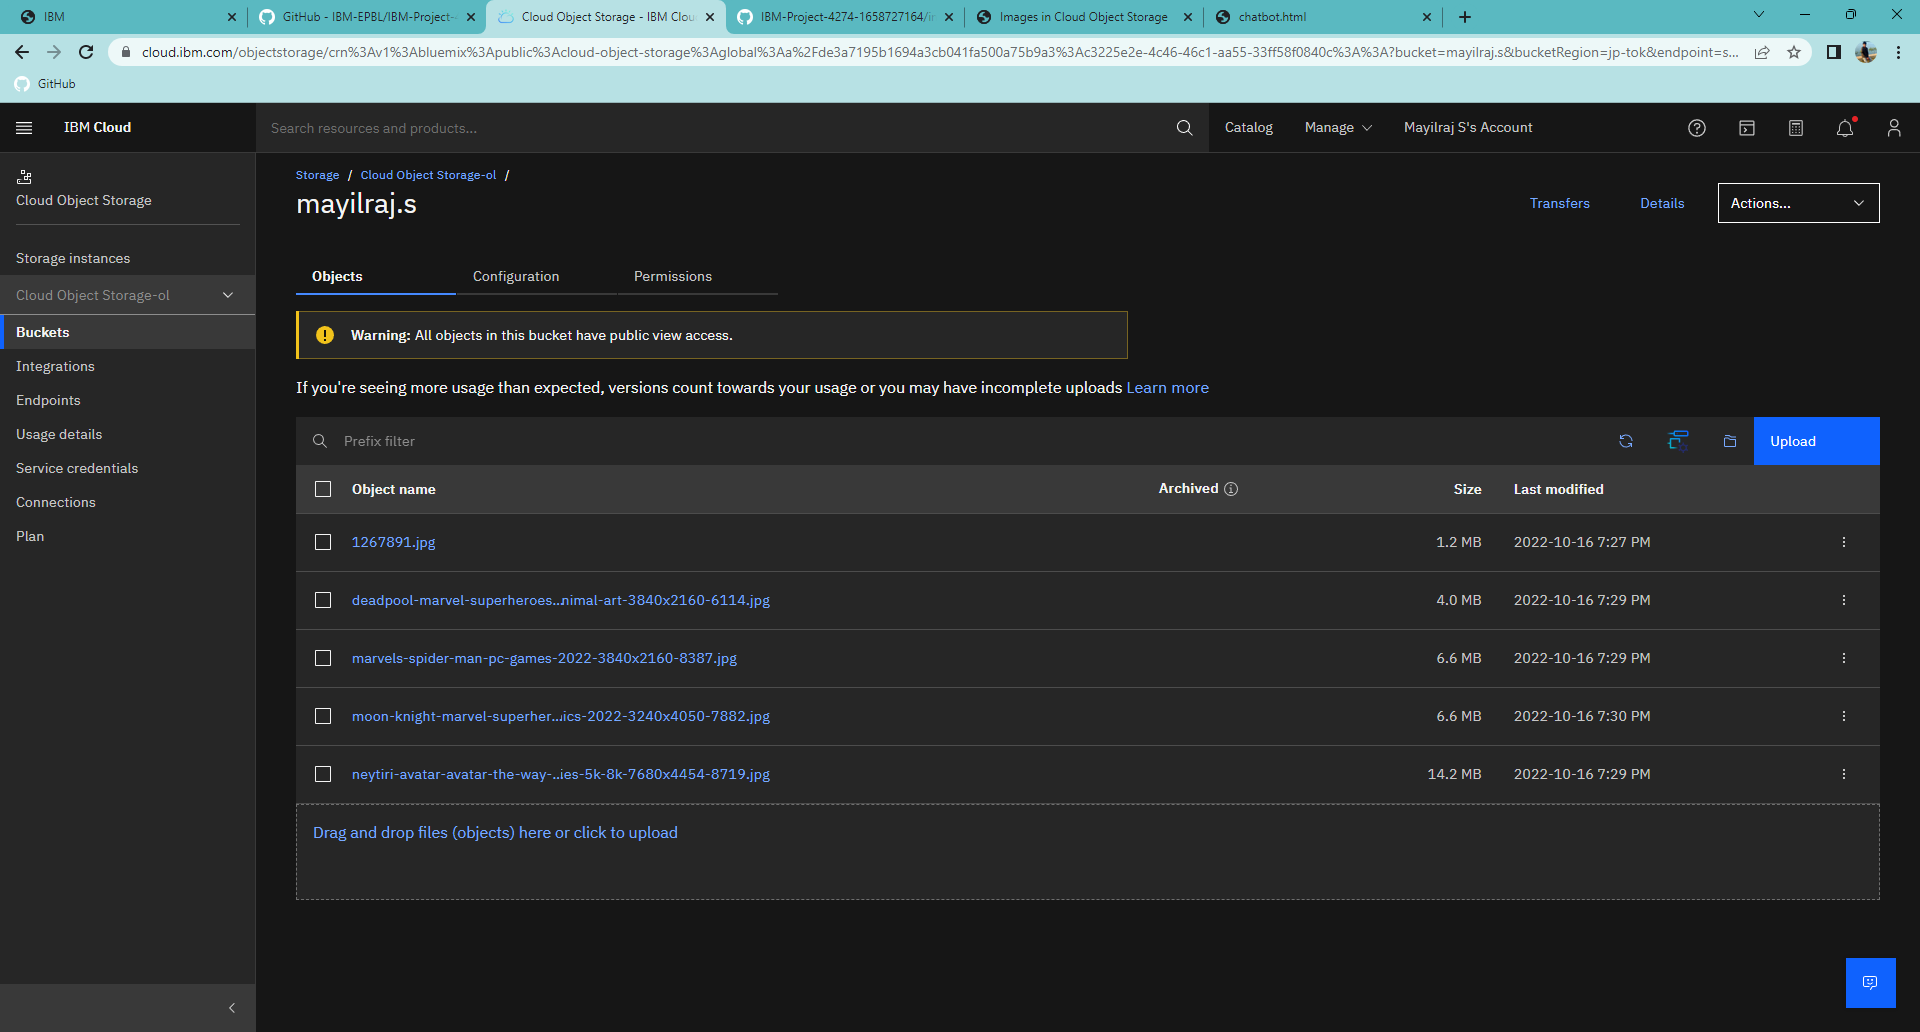 IBM
GitHub - IBM-EPBL/IBM-Project-
Cloud Object Storage - IBM Clou
IBM-Project-4274-1658727164/
Images in Cloud Object Storage
chatbot.html
cloud.ibm.com/objectstorage/crn%3Av1%3Abluemix%3Apublic%3Acloud-object-storage%3Aglobal%3Aa%2Fde3a7195b1694a3cb041fa500a75b9a3%3Ac3225e2e-4c46-46c1-aa55-33ff58f0840c%3A%3A?bucket=mayilraj.s&bucketRegion=jp-tok&endpoint=s...
GitHub
IBM Cloud
Search resources and products...
Catalog
Manage
Mayilraj S's Account
Cloud Object Storage
Storage instances
Cloud Object Storage-ol
Buckets
Integrations
Endpoints
Usage details
Service credentials
Connections
Plan
Storage / Cloud Object Storage-ol /
mayilraj.s
Transfers
Details
Actions...
Objects
Configuration
Permissions
Warning: All objects in this bucket have public view access.
If you're seeing more usage than expected, versions count towards your usage or you may have incomplete uploads Learn more
Prefix filter
Upload
Object name Archived Size Last modified
1267891.jpg 1.2 MB 2022-10-16 7:27 PM
deadpool-marvel-superheroes...nimal-art-3840x2160-6114.jpg 4.0 MB 2022-10-16 7:29 PM
marvels-spider-man-pc-games-2022-3840x2160-8387.jpg 6.6 MB 2022-10-16 7:29 PM
moon-knight-marvel-superher...ics-2022-3240x4050-7882.jpg 6.6 MB 2022-10-16 7:30 PM
neytiri-avatar-avatar-the-way-...ies-5k-8k-7680x4454-8719.jpg 14.2 MB 2022-10-16 7:29 PM
Drag and drop files (objects) here or click to upload